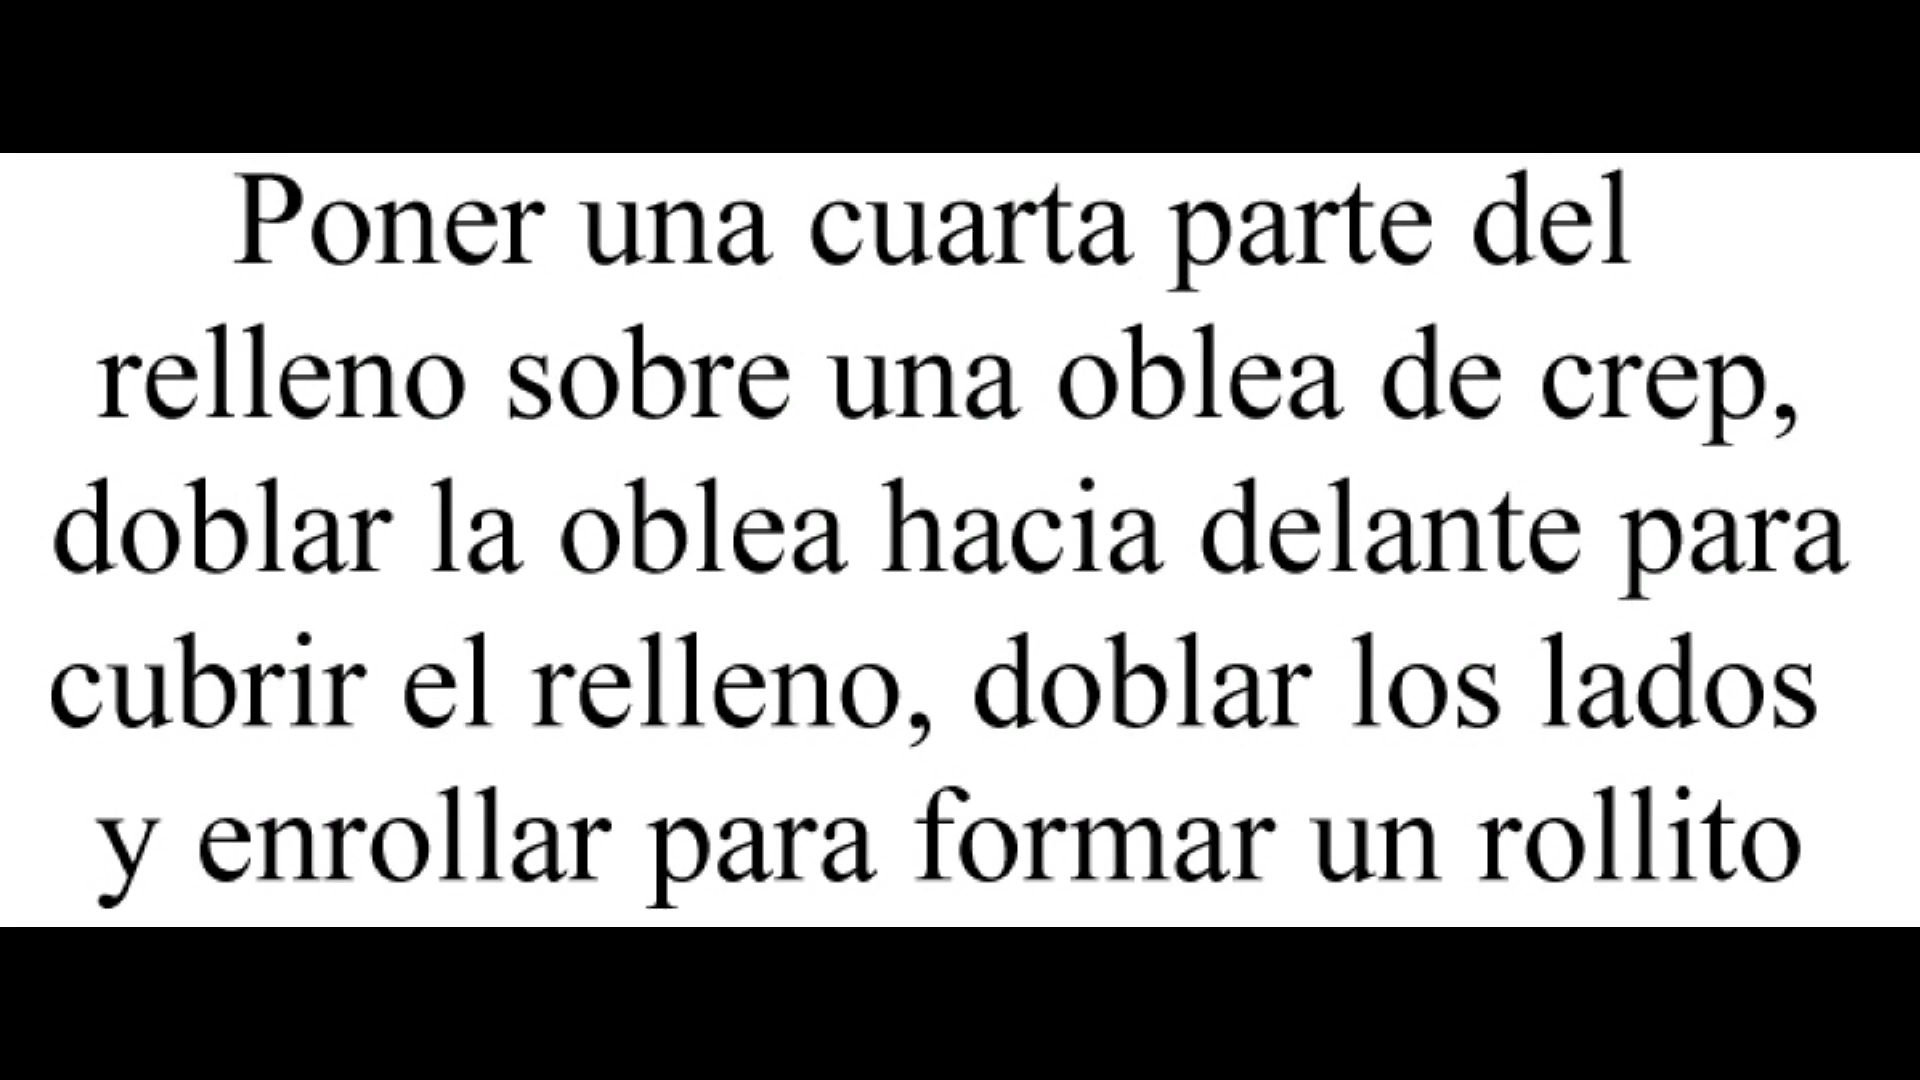 Poner una cuarta parte del
relleno sobre una oblea de crep,
doblar la oblea hacia delante para
cubrir el relleno, doblar los lados
y enrollar para formar un rollito